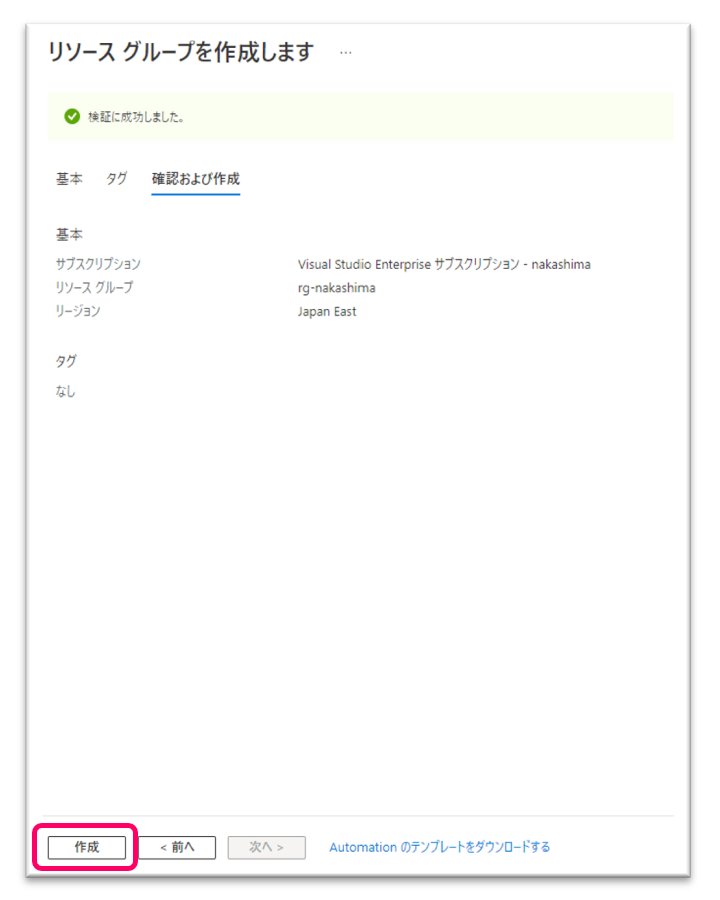 リソース グループを作成します ...
検証に成功しました。
基本 タグ 確認および作成
基本
サブスクリプション Visual Studio Enterprise サブスクリプション - nakashima
リソース グループ rg-nakashima
リージョン Japan East
タグ
なし
作成 < 前へ 次へ > Automation のテンプレートをダウンロードする